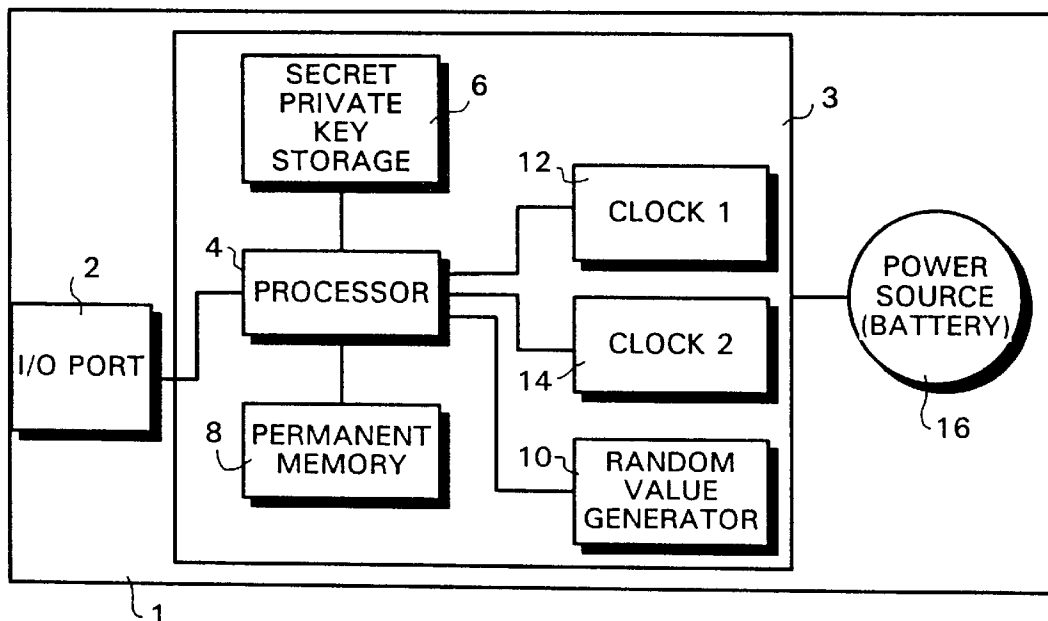 SECRET
PRIVATE
KEY
STORAGE
6
3
12
CLOCK 1
4
PROCESSOR
2
I/O PORT
POWER
SOURCE
(BATTERY)
CLOCK 2
14
16
8
PERMANENT
MEMORY
10
RANDOM
VALUE
GENERATOR
1